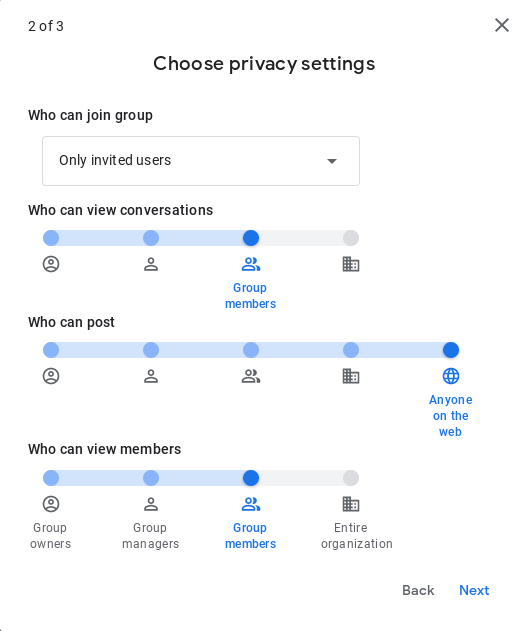 2 of 3
Choose privacy settings
Who can join group
Only invited users
Who can view conversations
Group
members
Who can post
Anyone
on the
web
Who can view members
Group
owners
Group
managers
Group
members
Entire
organization
Back
Next